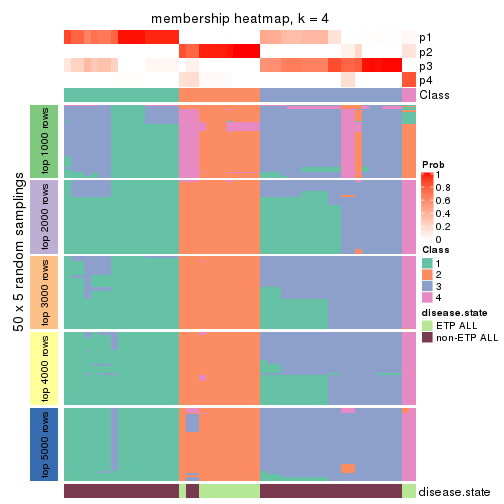 membership heatmap, k = 4
p1
p2
p3
p4
Class
50 x 5 random samplings
top 1000 rows
top 2000 rows
top 3000 rows
top 4000 rows
top 5000 rows
Prob
1
0.8
0.6
0.4
0.2
0
Class
1
2
3
4
disease.state
ETP ALL
non-ETP ALL
disease.state